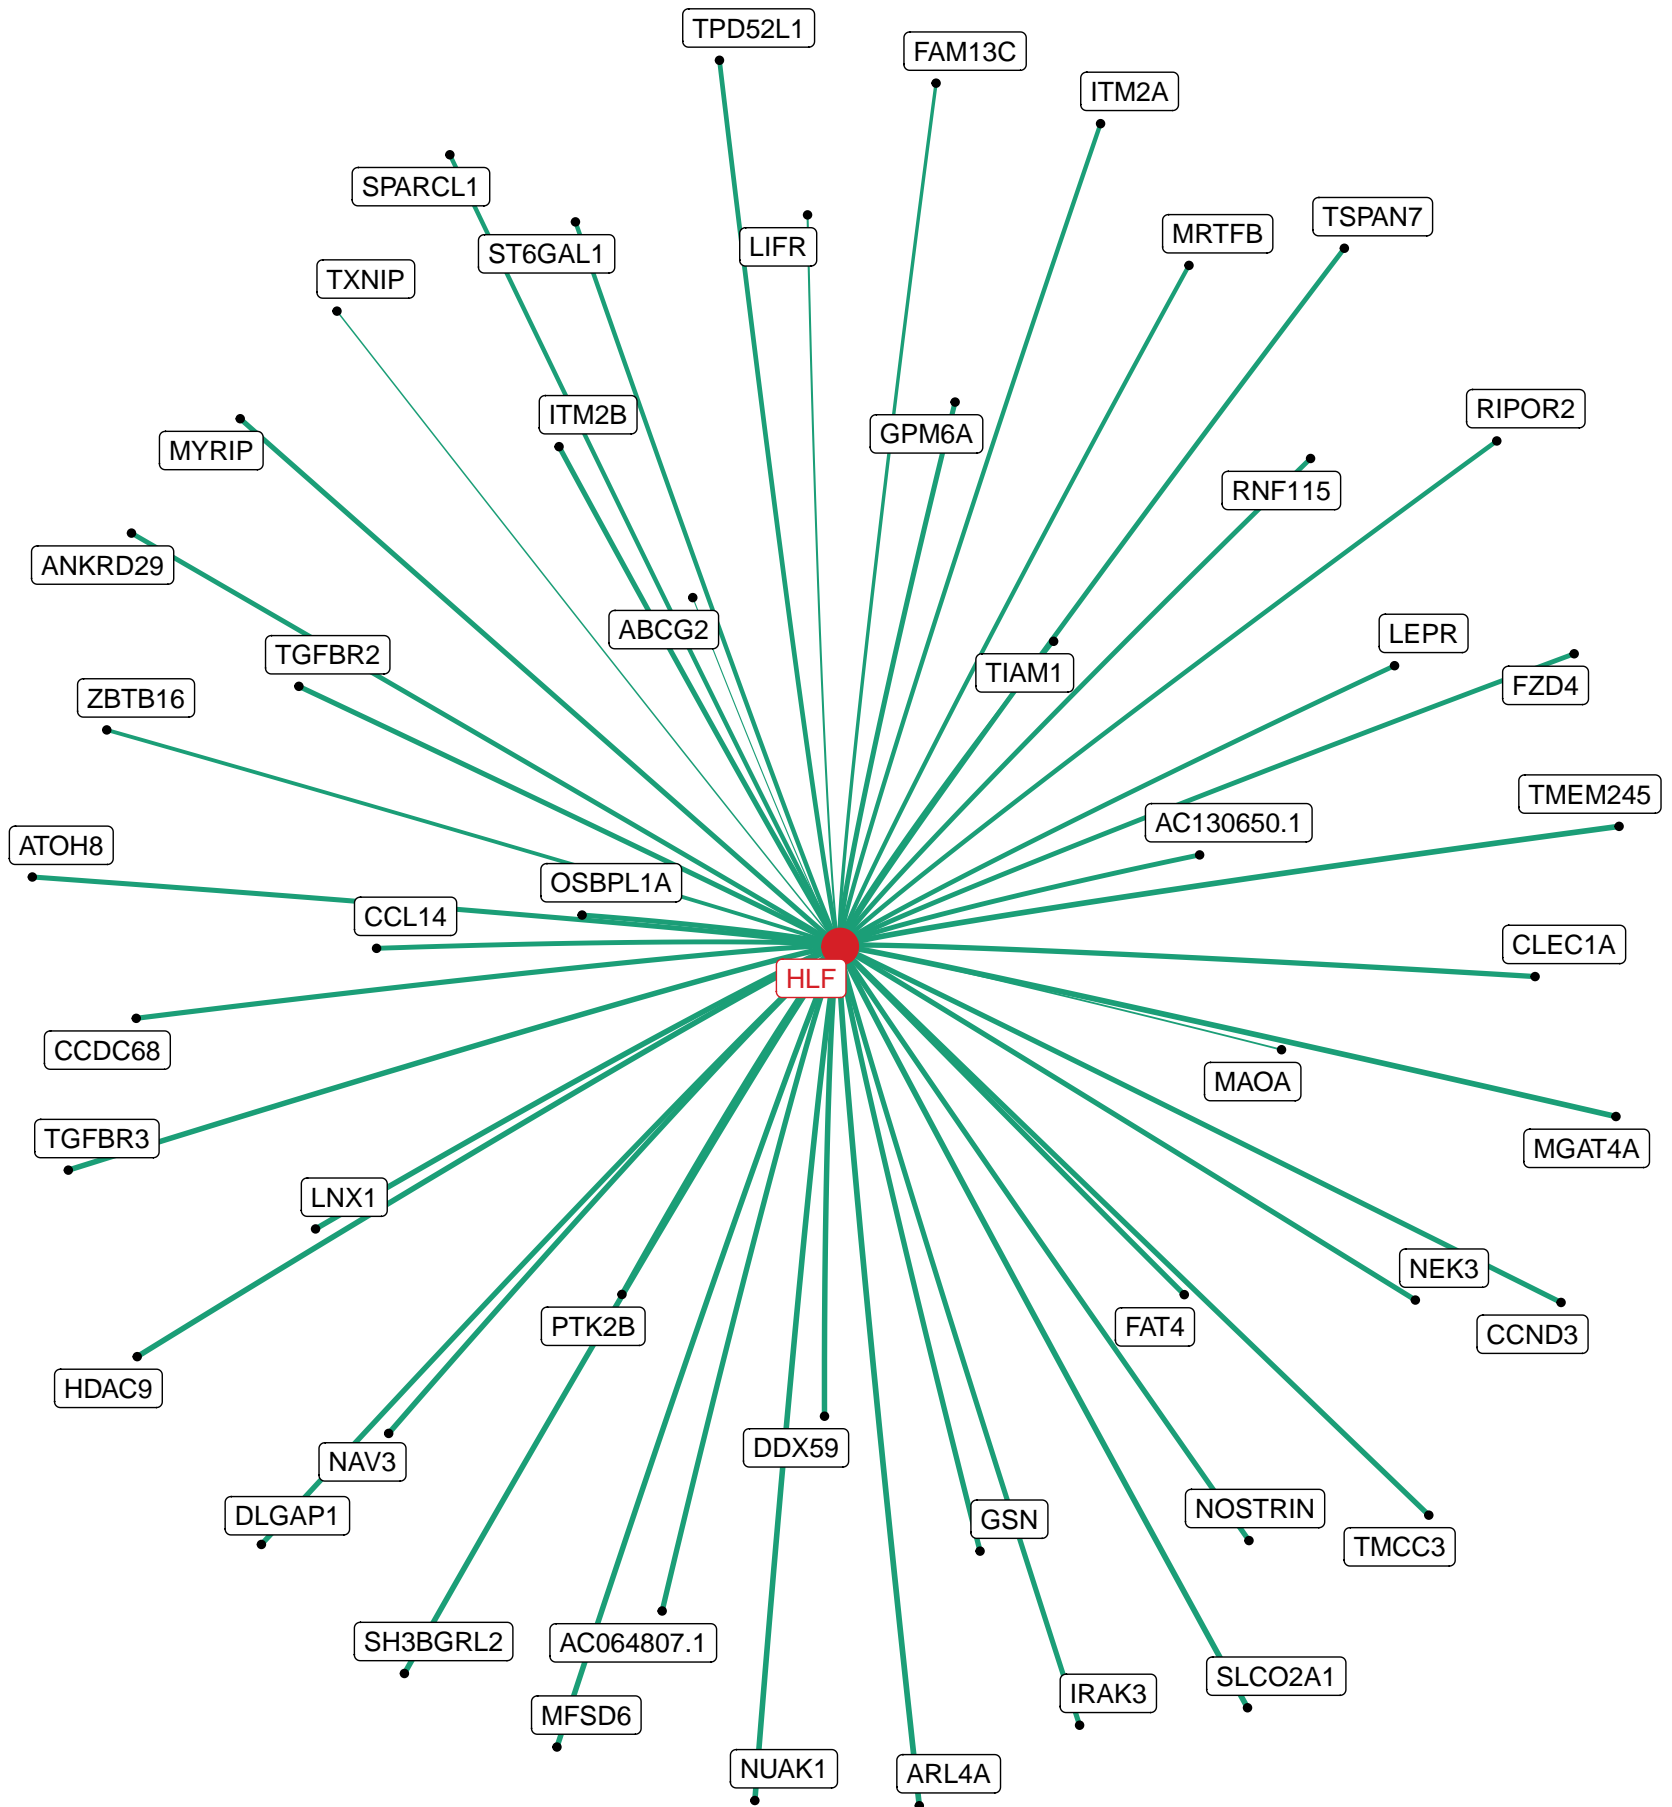 TPD52L1
FAM13C
ITM2A
SPARCL1
TSPAN7
MRTFB
LIFR
ST6GAL1
TXNIP
RIPOR2
ITM2B
GPM6A
MYRIP
RNF115
ANKRD29
ABCG2
LEPR
TGFBR2
TIAM1
FZD4
ZBTB16
TMEM245
AC130650.1
ATOH8
OSBPL1A
CCL14
CLEC1A
HLF
CCDC68
MAOA
TGFBR3
MGAT4A
LNX1
NEK3
PTK2B
FAT4
CCND3
HDAC9
DDX59
NAV3
NOSTRIN
DLGAP1
GSN
TMCC3
SH3BGRL2
AC064807.1
SLCO2A1
IRAK3
MFSD6
NUAK1
ARL4A